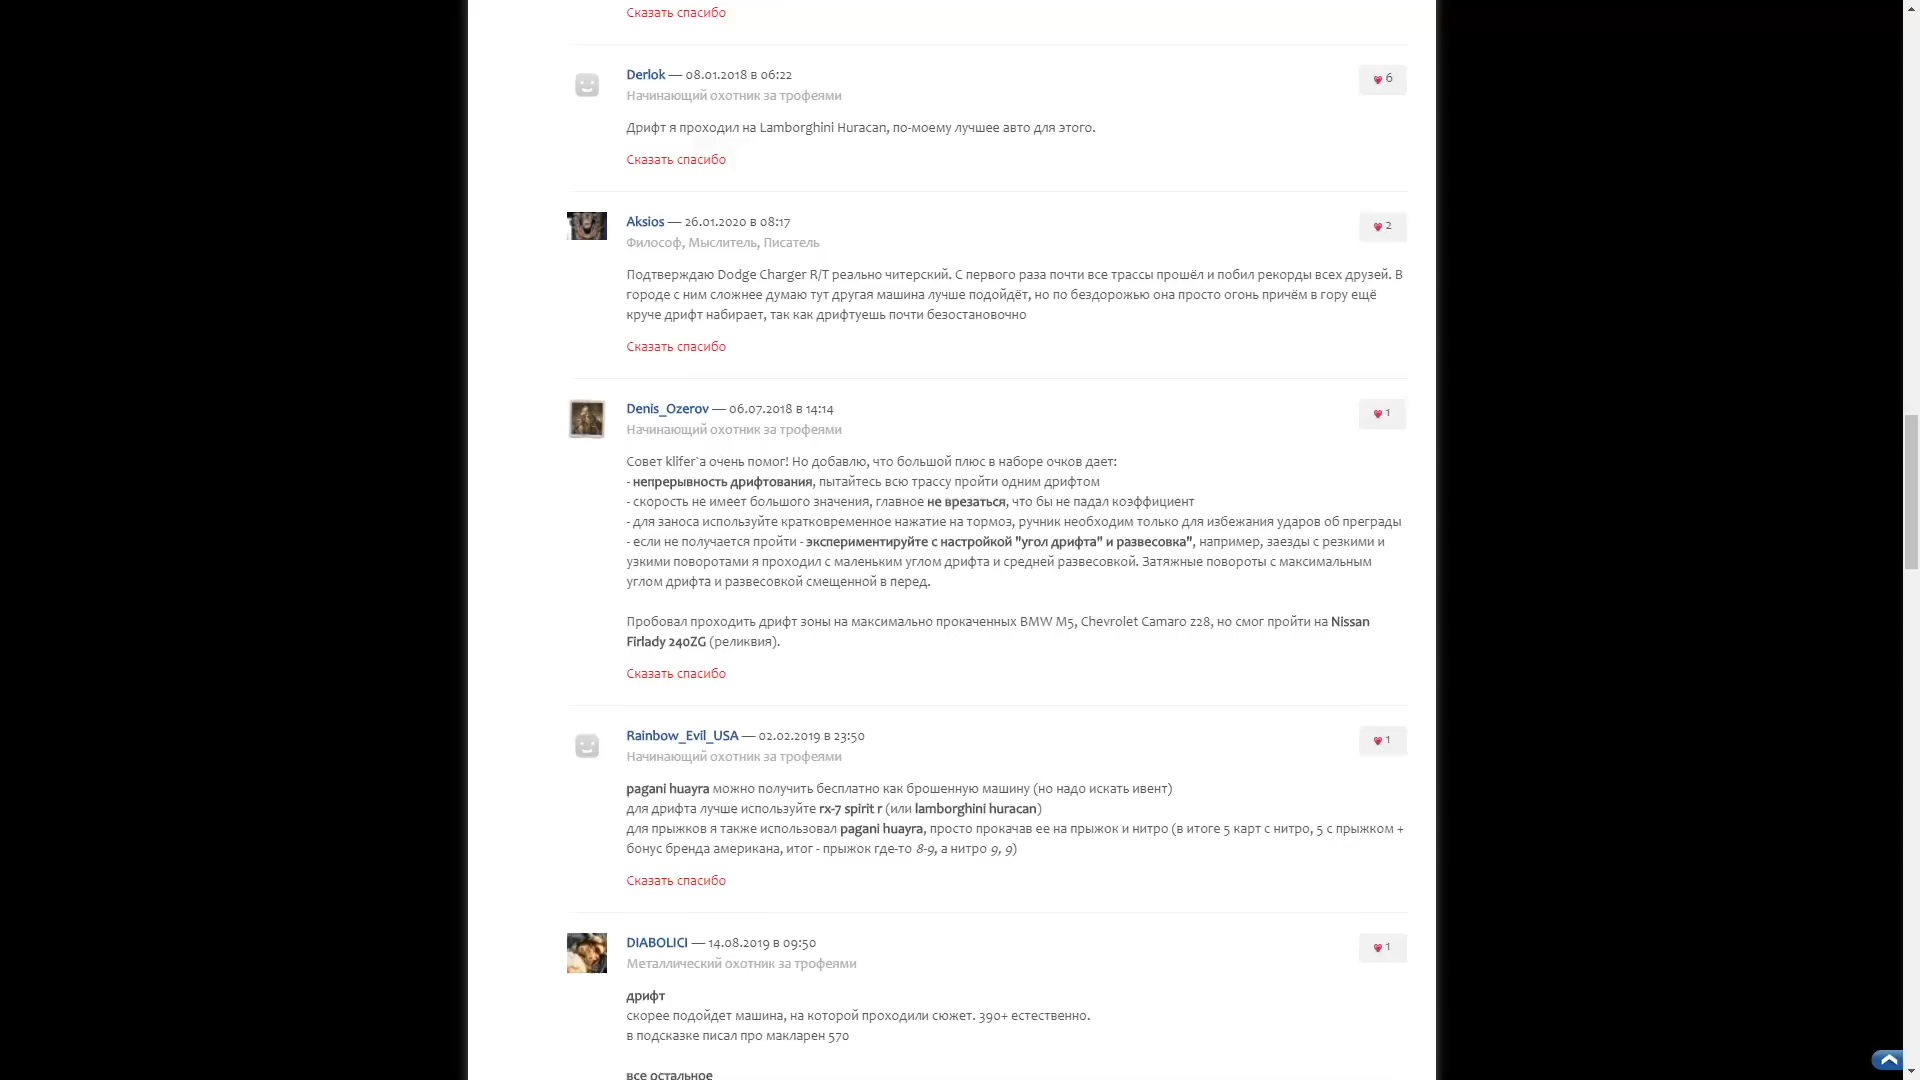 Сказать спасибо
Derlok — 08.01.2018 в 06:22
6
Начинающий охотник за трофеями
Дрифт я проходил на Lamborghini Huracan, по-моему лучшее авто для этого.
Сказать спасибо
Aksios — 26.01.2020 в 08:17
2
Философ, Мыслитель, Писатель
Подтверждаю Dodge Charger R/T реально читерский. С первого раза почти все трассы прошёл и побил рекорды всех друзей. В
городе с ним сложнее думаю тут другая машина лучше подойдёт, но по бездорожью она просто огонь причём в гору ещё
круче дрифт набирает, так как дрифтуешь почти безостановочно
Сказать спасибо
Denis_Ozerov — 06.07.2018 в 14:14
1
Начинающий охотник за трофеями
Совет klifer`a очень помог! Но добавлю, что большой плюс в наборе очков дает:
- непрерывность дрифтования, пытайтесь всю трассу пройти одним дрифтом
- скорость не имеет большого значения, главное не врезаться, что бы не падал коэффициент
- для заноса используйте кратковременное нажатие на тормоз, ручник необходим только для избежания ударов об преграды
- если не получается пройти - экспериментируйте с настройкой "угол дрифта" и развесовка", например, заезды с резкими и
узкими поворотами я проходил с маленьким углом дрифта и средней развесовкой. Затяжные повороты с максимальным
углом дрифта и развесовкой смещенной в перед.
Пробовал проходить дрифт зоны на максимально прокаченных BMW M5, Chevrolet Camaro z28, но смог пройти на Nissan
Firlady 240ZG (реликвия).
Сказать спасибо
Rainbow_Evil_USA — 02.02.2019 в 23:50
1
Начинающий охотник за трофеями
pagani huayra можно получить бесплатно как брошенную машину (но надо искать ивент)
для дрифта лучше используйте rx-7 spirit r (или lamborghini huracan)
для прыжков я также использовал pagani huayra, просто прокачав ее на прыжок и нитро (в итоге 5 карт с нитро, 5 с прыжком +
бонус бренда американа, итог - прыжок где-то 8-9, а нитро 9, 9)
Сказать спасибо
DIABOLICI — 14.08.2019 в 09:50
1
Металлический охотник за трофеями
дрифт
скорее подойдет машина, на которой проходили сюжет. 390+ естественно.
в подсказке писал про макларен 570
все остальное